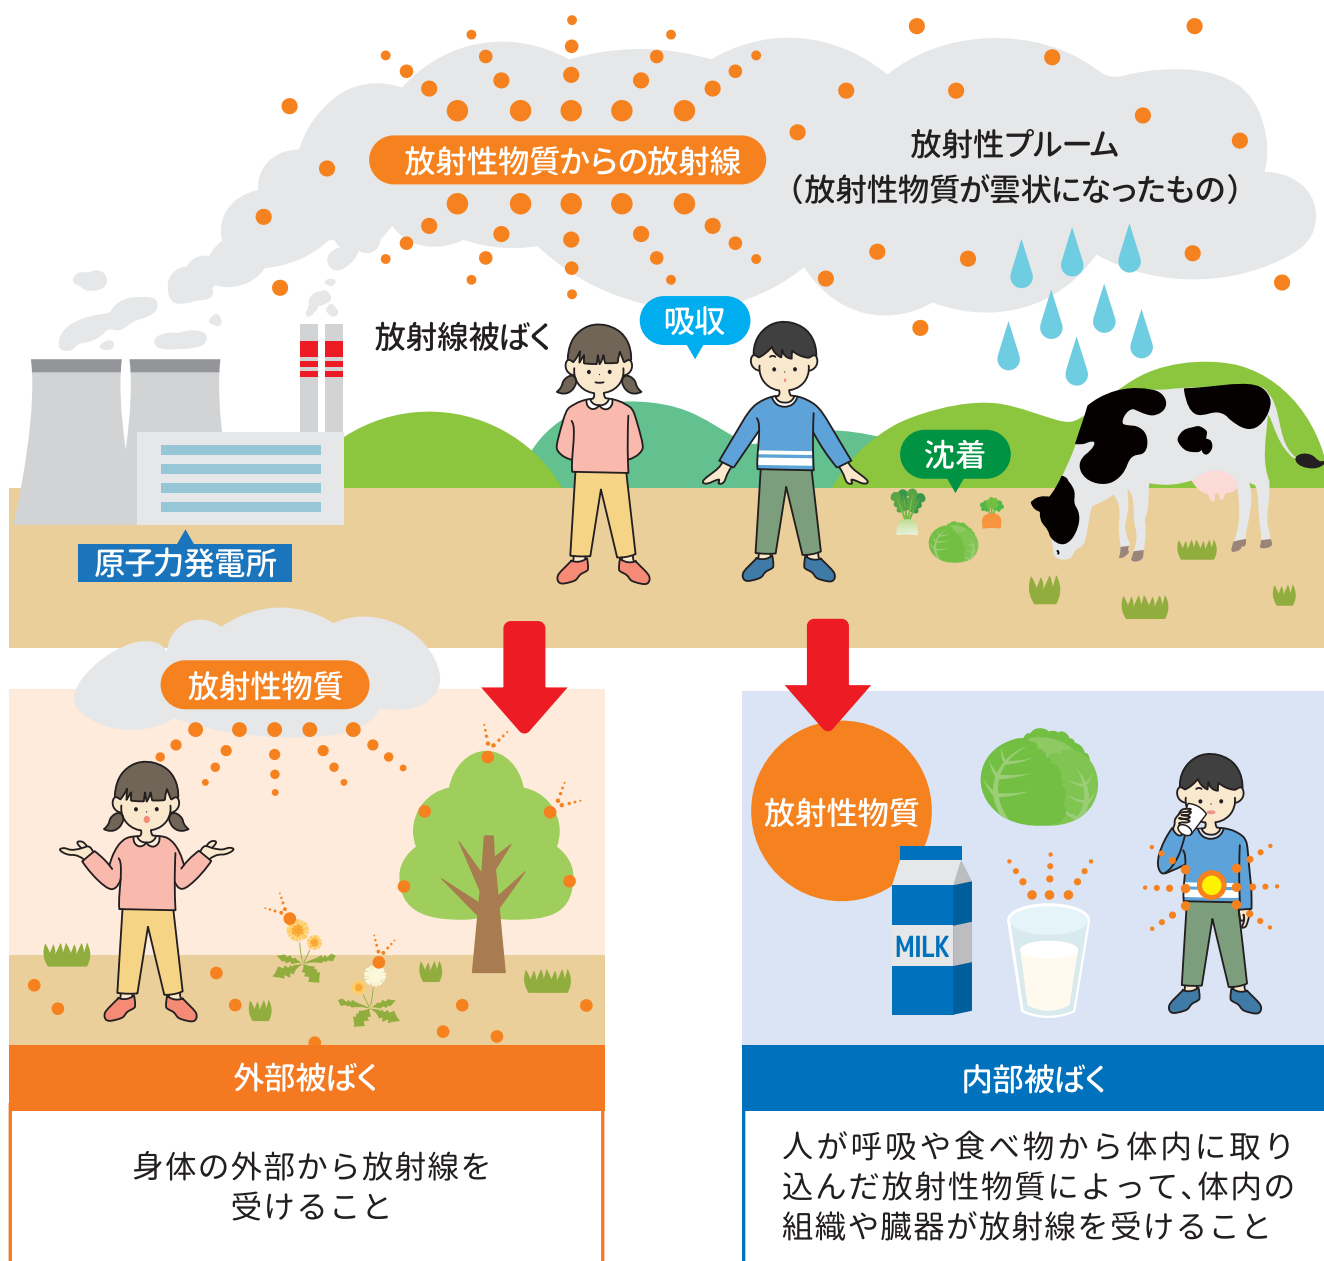 放射性物質からの放射線
放射性プルーム
（放射性物質が雲状になったもの）
放射線被ばく
吸収
沈着
原子力発電所
放射性物質
放射性物質
MILK
外部被ばく
身体の外部から放射線を
受けること
内部被ばく
人が呼吸や食べ物から体内に取り
込んだ放射性物質によって、体内の
組織や臓器が放射線を受けること